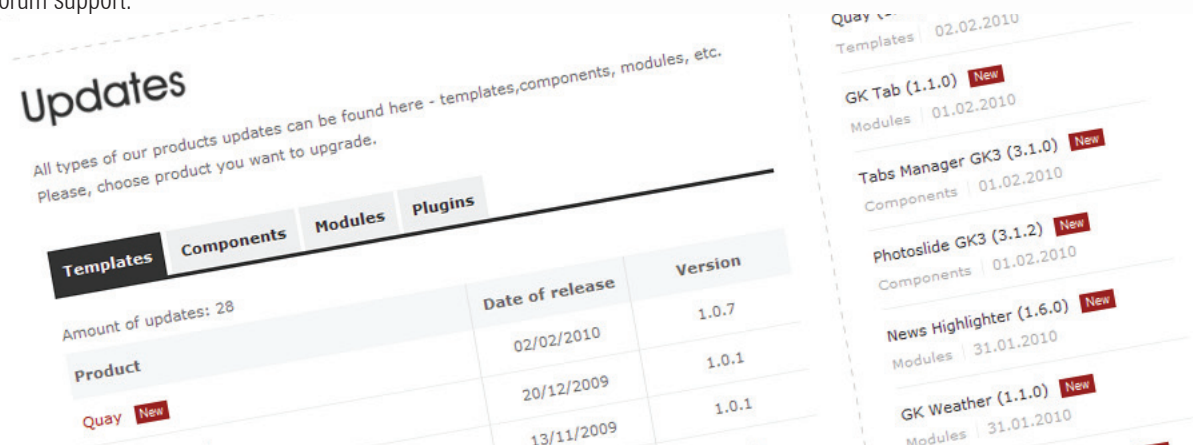 orum support.
Updates
All types of our products updates can be found here - templates,components, modules, etc.
Please, choose product you want to upgrade.
Templates Components Modules Plugins
Amount of updates: 28
Product Date of release Version
Quay New 02/02/2010 1.0.7
20/12/2009 1.0.1
13/11/2009 1.0.1
Quay
Templates 02.02.2010
GK Tab (1.1.0) New
Modules 01.02.2010
Tabs Manager GK3 (3.1.0) New
Components 01.02.2010
Photoslide GK3 (3.1.2) New
Components 01.02.2010
News Highlighter (1.6.0) New
Modules 31.01.2010
GK Weather (1.1.0) New
Modules 31.01.2010